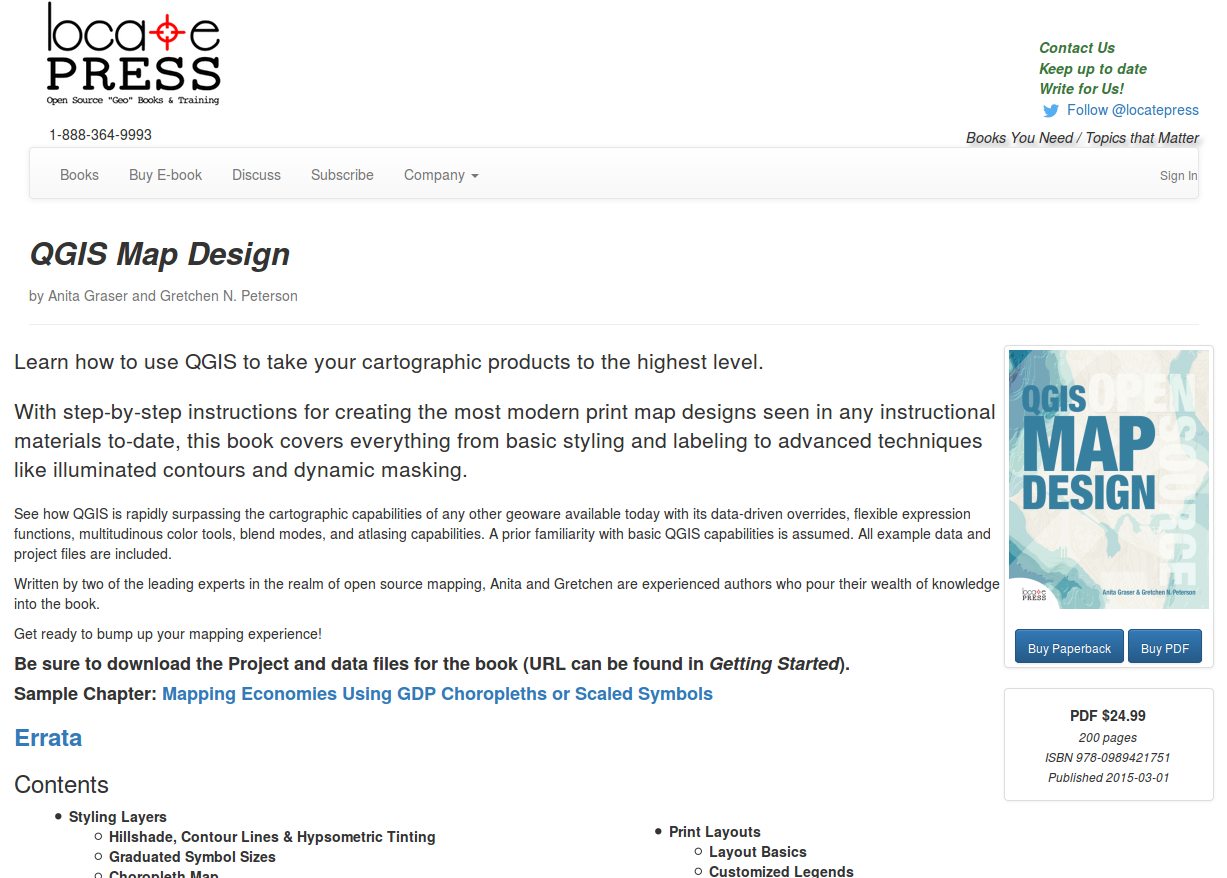 locate
PRESS
Open Source "Geo" Books & Training
1-888-364-9993
Contact Us
Keep up to date
Write for Us!
Follow @locatepress
Books You Need / Topics that Matter
Books Buy E-book Discuss Subscribe Company Sign In
QGIS Map Design
by Anita Graser and Gretchen N. Peterson
Learn how to use QGIS to take your cartographic products to the highest level.
With step-by-step instructions for creating the most modern print map designs seen in any instructional
materials to-date, this book covers everything from basic styling and labeling to advanced techniques
like illuminated contours and dynamic masking.
See how QGIS is rapidly surpassing the cartographic capabilities of any other geoware available today with its data-driven overrides, flexible expression
functions, multitudinous color tools, blend modes, and atlasing capabilities. A prior familiarity with basic QGIS capabilities is assumed. All example data and
project files are included.
Written by two of the leading experts in the realm of open source mapping, Anita and Gretchen are experienced authors who pour their wealth of knowledge
into the book.
Get ready to bump up your mapping experience!
Be sure to download the Project and data files for the book (URL can be found in Getting Started).
Sample Chapter: Mapping Economies Using GDP Choropleths or Scaled Symbols
Errata
Contents
Styling Layers
Hillshade, Contour Lines & Hypsometric Tinting
Graduated Symbol Sizes
Choropleth Map
Print Layouts
Layout Basics
Customized Legends
QGIS
MAP
DESIGN
OPEN
SOURCE
locate
PRESS
Anita Graser & Gretchen N. Peterson
Buy Paperback Buy PDF
PDF $24.99
200 pages
ISBN 978-0989421751
Published 2015-03-01